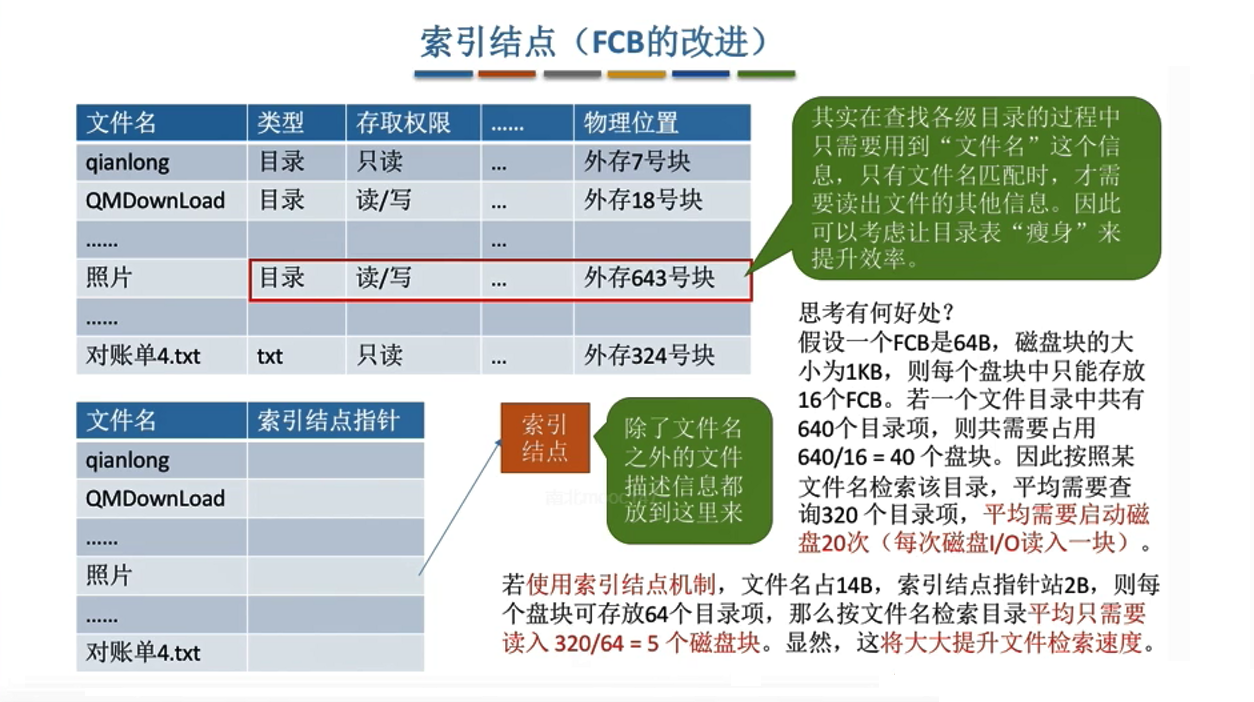 索引结点（FCB的改进）
文件名 类型 存取权限 …… 物理位置
qianlong 目录 只读 … 外存7号块
QMDownLoad 目录 读/写 … 外存18号块
…… …
照片 目录 读/写 … 外存643号块
……
对账单4.txt txt 只读 … 外存324号块
其实在查找各级目录的过程中
只需要用到“文件名”这个信
息，只有文件名匹配时，才需
要读出文件的其他信息。因此
可以考虑让目录表“瘦身”来
提升效率。
思考有何好处？
假设一个FCB是64B，磁盘块的大
小为1KB，则每个盘块中只能存放
16个FCB。若一个文件目录中共有
640个目录项，则共需要占用
640/16 = 40 个盘块。因此按照某
文件名检索该目录，平均需要查
询320 个目录项，平均需要启动磁
盘20次（每次磁盘I/O读入一块）。
文件名 索引结点指针
qianlong
QMDownLoad
……
照片
……
对账单4.txt
索引
结点
除了文件名
之外的文件
描述信息都
放到这里来
若使用索引结点机制，文件名占14B，索引结点指针站2B，则每
个盘块可存放64个目录项，那么按文件名检索目录平均只需要
读入 320/64 = 5 个磁盘块。显然，这将大大提升文件检索速度。